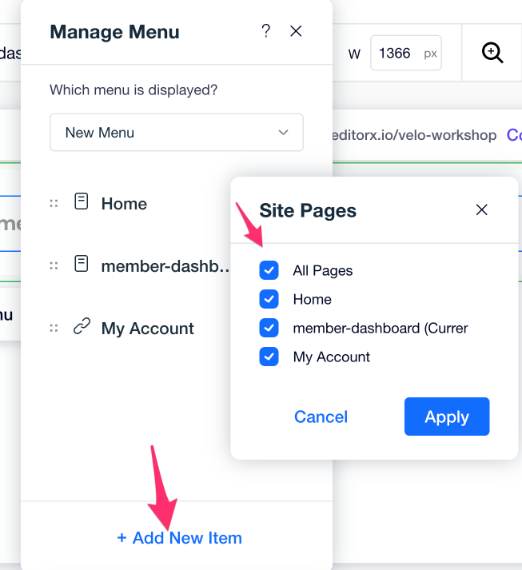 Manage Menu ? ×
das
W 1366 px
Which menu is displayed?
New Menu
editorx.io/velo-workshop Co
Home
Site Pages
me
member-dashb...
All Pages
Home
nu
My Account
member-dashboard (Currer
My Account
Cancel Apply
+ Add New Item